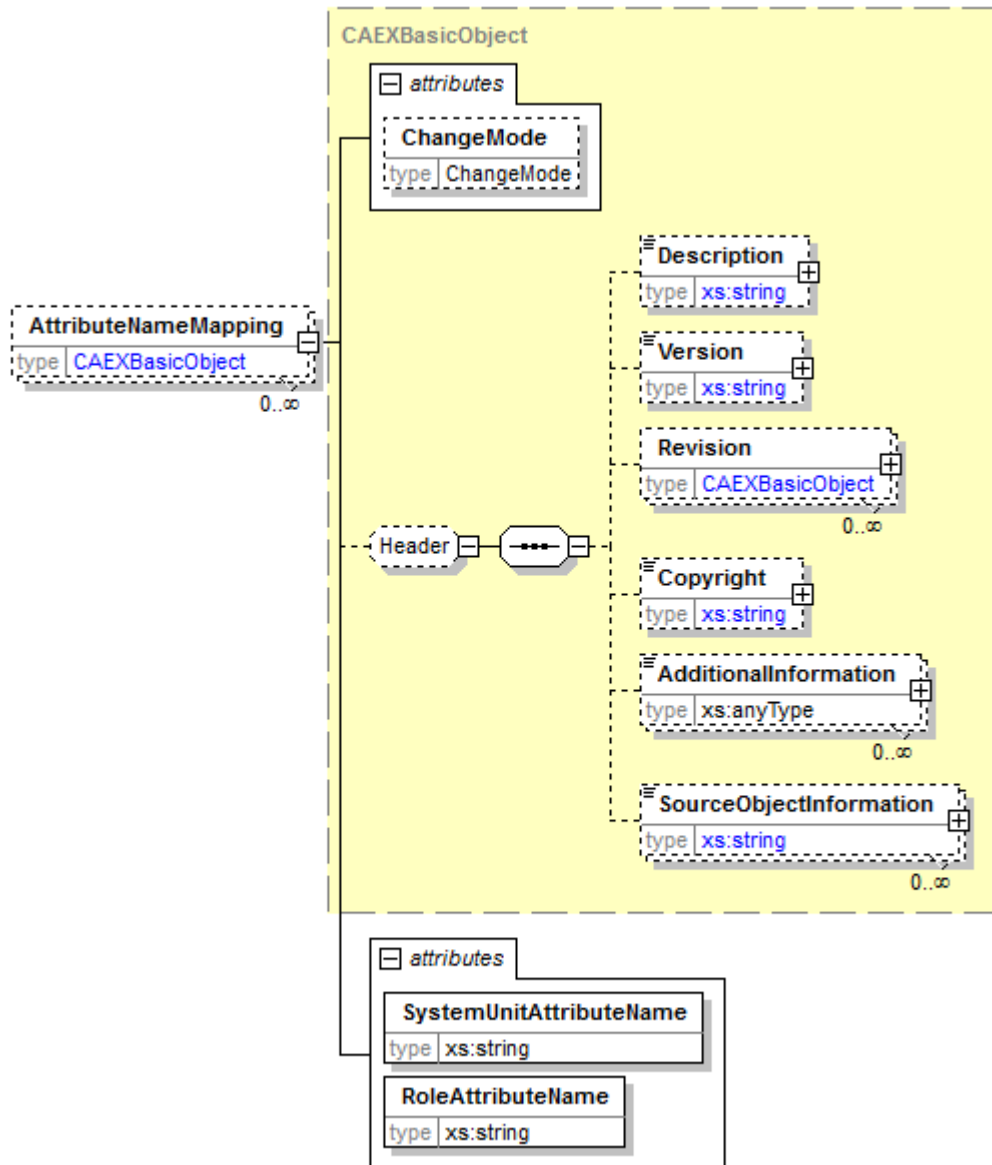 CAEXBasicObject
attributes
ChangeMode
type ChangeMode
Description
type xs:string
AttributeNameMapping
type CAEXBasicObject
0..∞
Version
type xs:string
Revision
type CAEXBasicObject
0..∞
Header
Copyright
type xs:string
AdditionalInformation
type xs:anyType
0..∞
SourceObjectInformation
type xs:string
0..∞
attributes
SystemUnitAttributeName
type xs:string
RoleAttributeName
type xs:string